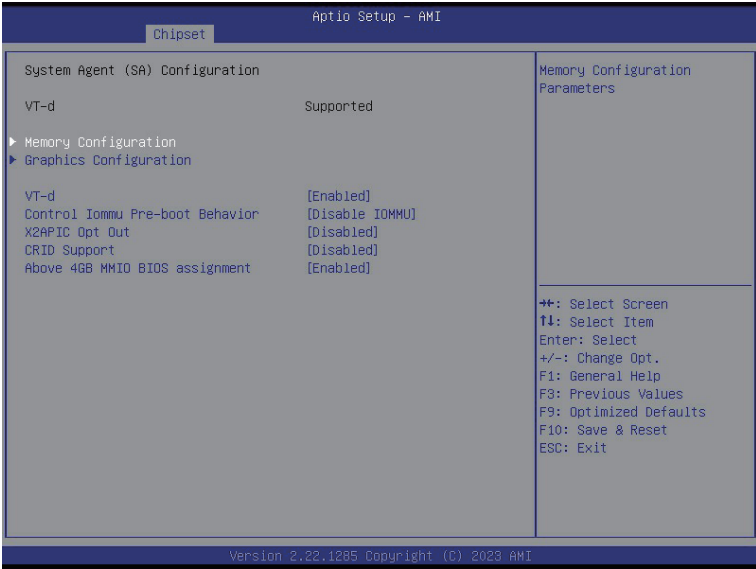 Aptio Setup – AMI
Chipset
System Agent (SA) Configuration
VT-d Supported
Memory Configuration
Graphics Configuration
VT-d [Enabled]
Control Iommu Pre-boot Behavior [Disable IOMMU]
X2APIC Opt Out [Disabled]
CRID Support [Disabled]
Above 4GB MMIO BIOS assignment [Enabled]
Memory Configuration
Parameters
→←: Select Screen
↑↓: Select Item
Enter: Select
+/-: Change Opt.
F1: General Help
F3: Previous Values
F9: Optimized Defaults
F10: Save & Reset
ESC: Exit
Version 2.22.1285 Copyright (C) 2023 AMI